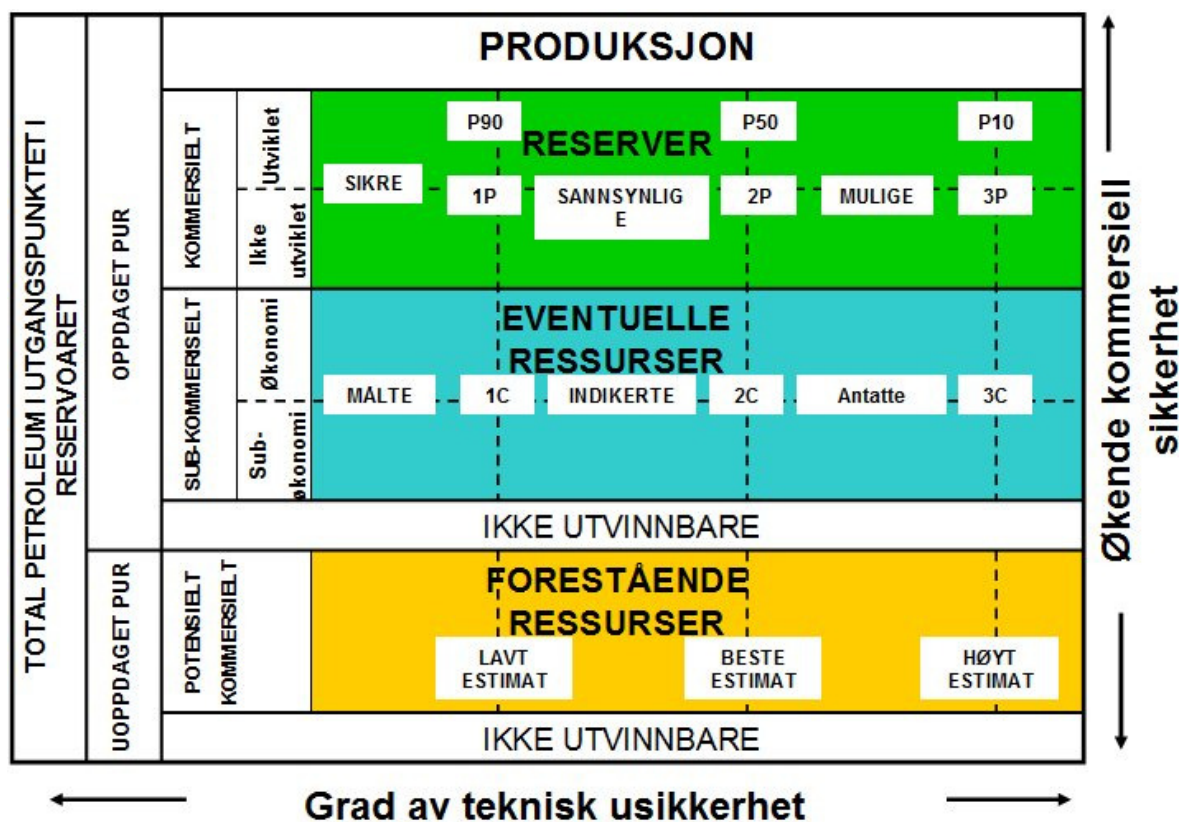 PRODUKSJON
TOTAL PETROLEUM I UTGANGSPUNKTET I
RESERVOARET
OPPDAGET PUR
KOMMERSIELT
Utviklet
Ikke
utviklet
P90
P50
P10
RESERVER
SIKRE
1P
SANNSYNLIG
E
2P
MULIGE
3P
SUB-KOMMERISELT
Økonomi
Sub-
økonomi
EVENTUELLE
RESSURSER
MÅLTE
1C
INDIKERTE
2C
Antatte
3C
IKKE UTVINNBARE
UOPPDAGET PUR
POTENSIELT
KOMMERSIELT
FORESTÅENDE
RESSURSER
LAVT
ESTIMAT
BESTE
ESTIMAT
HØYT
ESTIMAT
IKKE UTVINNBARE
Økende kommersiell
sikkerhet
Grad av teknisk usikkerhet